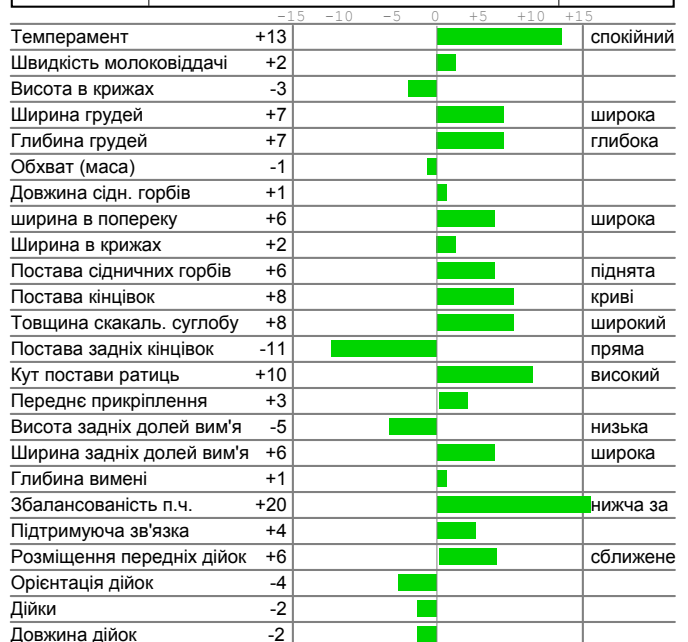 -15 -10 -5 0 +5 +10 +15
Темперамент +13 спокійний
Швидкість молоковіддачі +2
Висота в крижах -3
Ширина грудей +7 широка
Глибина грудей +7 глибока
Обхват (маса) -1
Довжина сідн. горбів +1
ширина в попереку +6 широка
Ширина в крижах +2
Постава сідничних горбів +6 піднята
Постава кінцівок +8 криві
Товщина скакаль. суглобу +8 широкий
Постава задніх кінцівок -11 пряма
Кут постави ратиць +10 високий
Переднє прикріплення +3
Висота задніх долей вим'я -5 низька
Ширина задніх долей вим'я +6 широка
Глибина вимені +1
Збалансованість п.ч. +20 нижча за
Підтримуюча зв'язка +4
Розміщення передніх дійок +6 сближене
Орієнтація дійок -4
Дійки -2
Довжина дійок -2